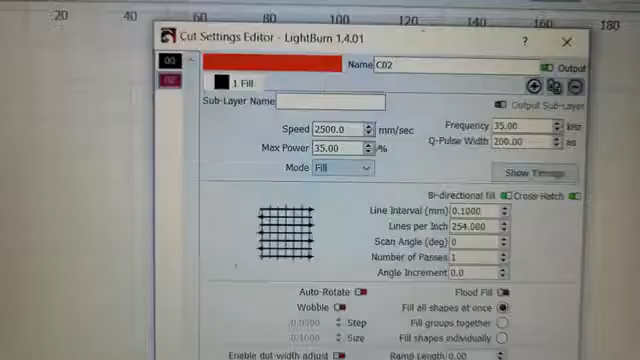 20 40 60 80 100 120 140 160 180
Cut Settings Editor - LightBurn 1.4.01 ? ×
00
Name C02 Output
1 Fill
Sub-Layer Name Output Sub-Layer
Speed 2500.0 mm/sec Frequency 35.00 kHz
Max Power 35.00 % Q-Pulse Width 200.00 ns
Mode Fill Show Timings
Bi-directional fill Cross-Hatch
Line Interval (mm) 0.1000
Lines per Inch 254.000
Scan Angle (deg) 0
Number of Passes 1
Angle Increment 0.0
Auto-Rotate Flood Fill
Wobble Fill all shapes at once
0.0500 Step Fill groups together
0.1000 Size Fill shapes individually
Enable dot-width adjust Ramp Length 0.00